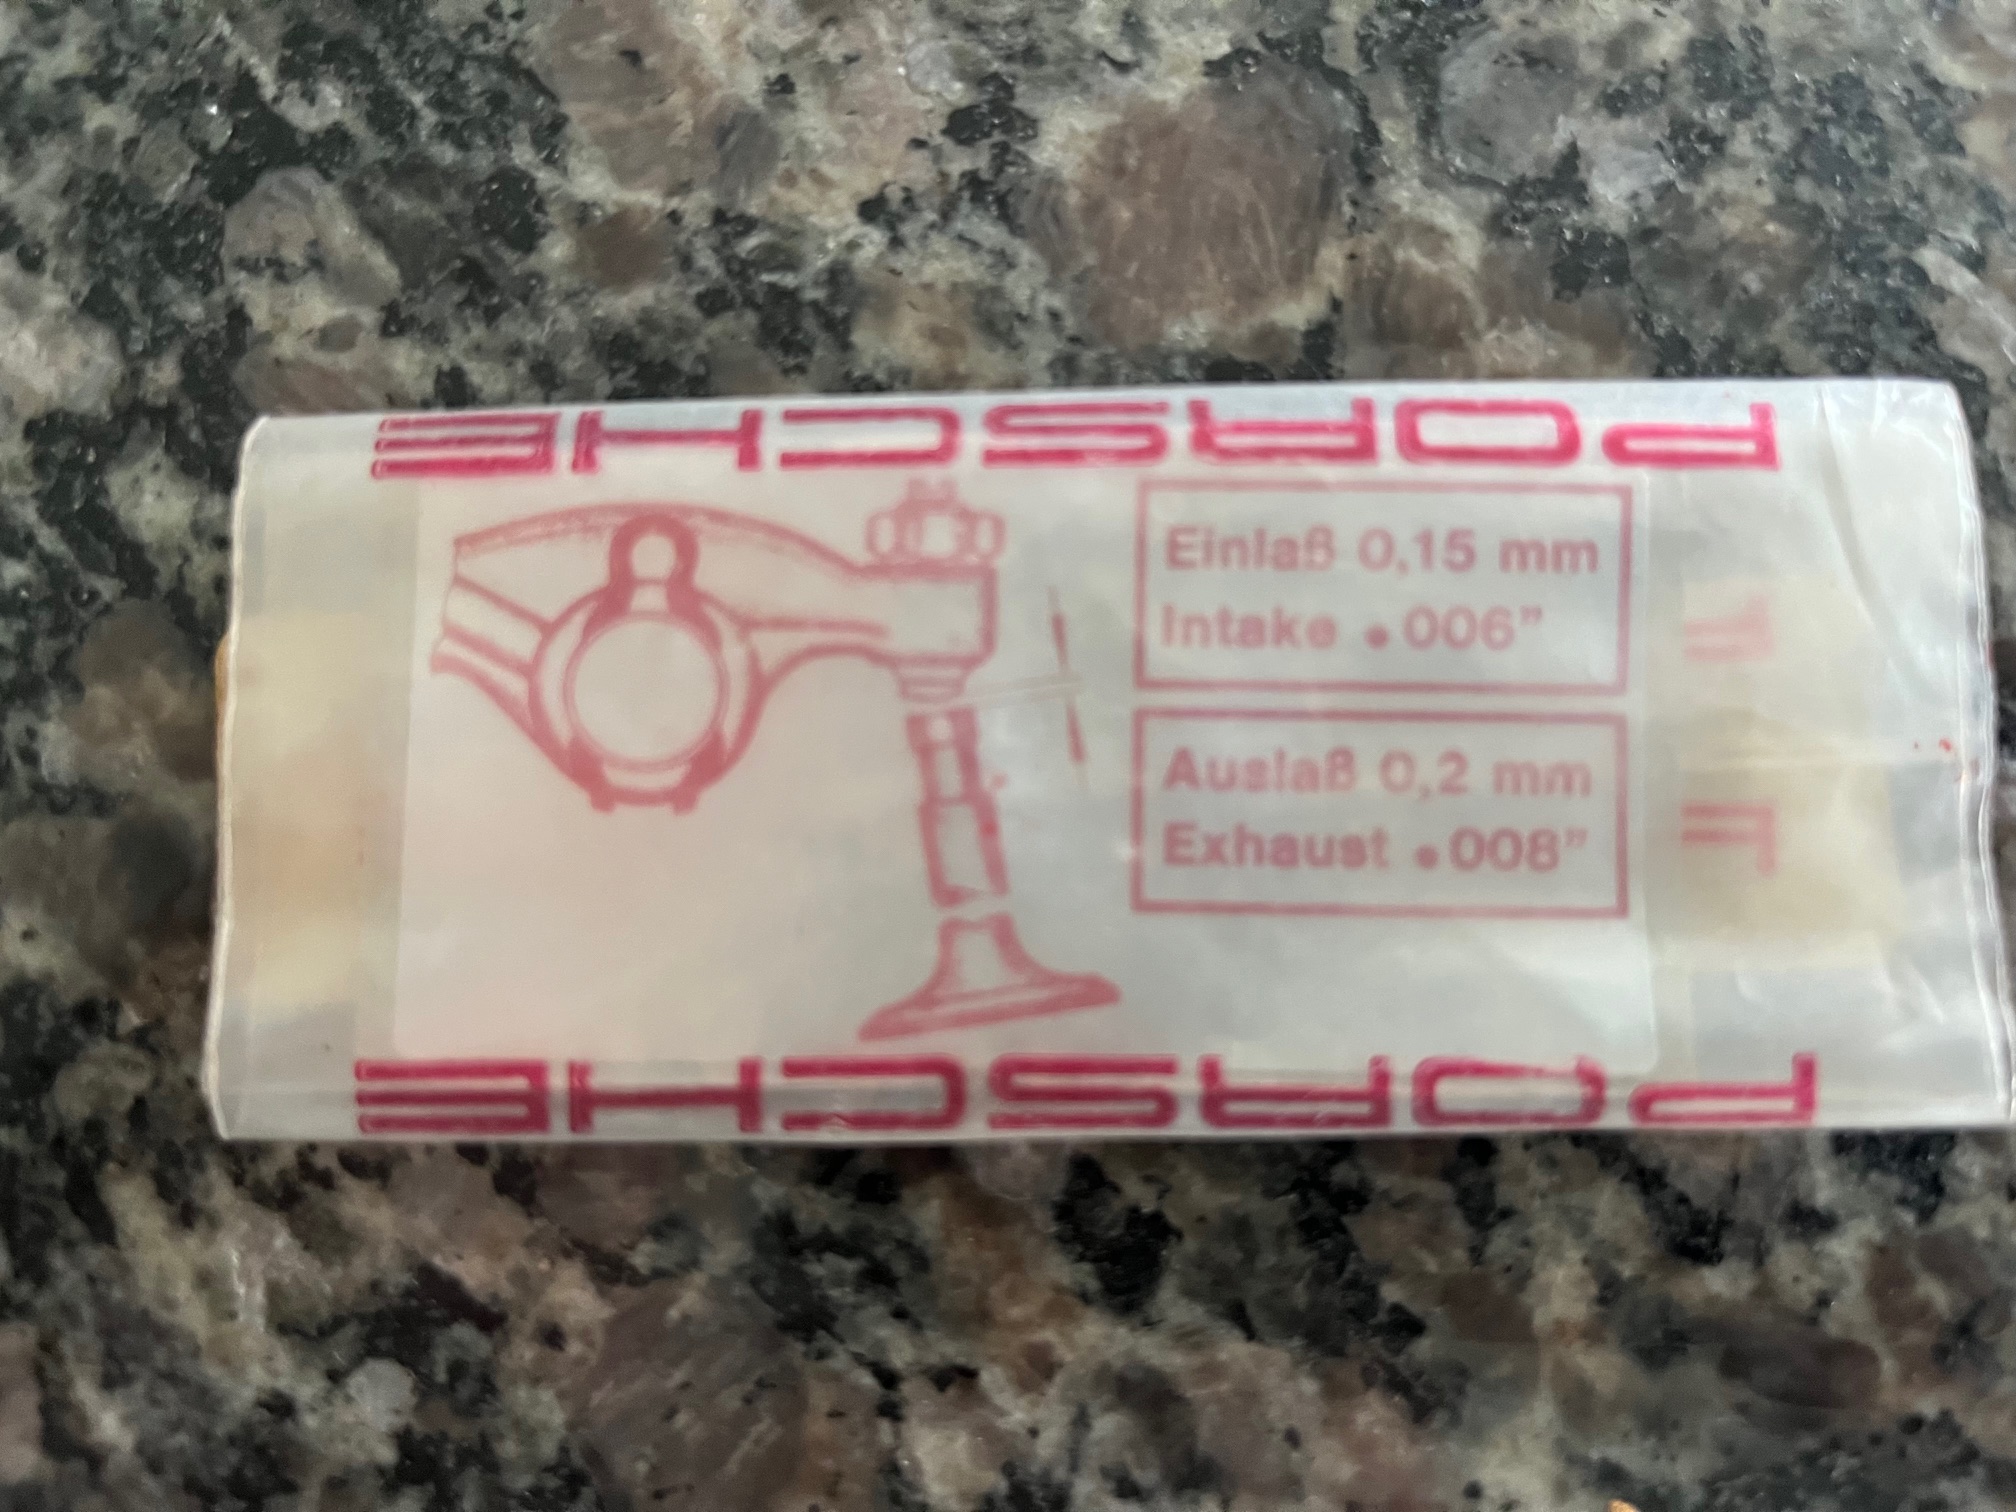 PORSCHE
Einlaß 0,15 mm
Intake .006”
Auslaß 0,2 mm
Exhaust .008”
PORSCHE